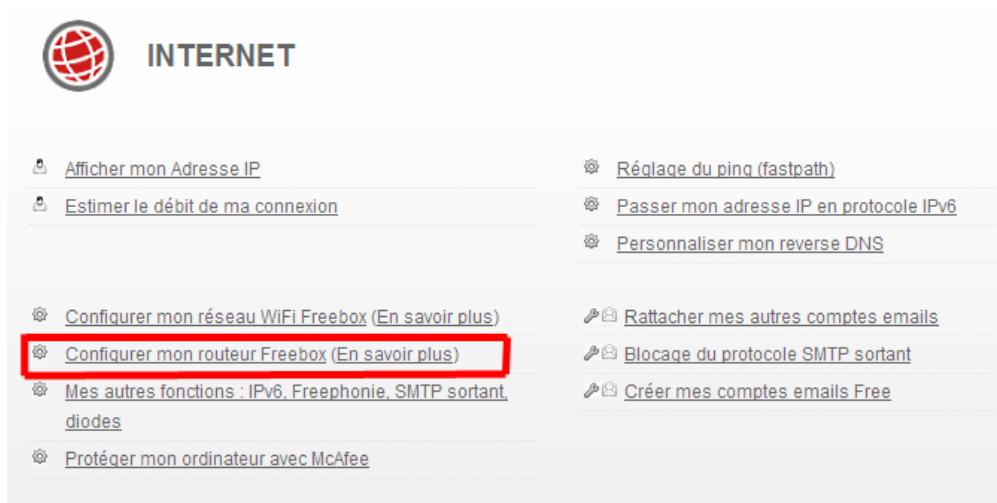 INTERNET
Afficher mon Adresse IP
Estimer le débit de ma connexion
Réglage du ping (fastpath)
Passer mon adresse IP en protocole IPv6
Personnaliser mon reverse DNS
Configurer mon réseau WiFi Freebox (En savoir plus)
Configurer mon routeur Freebox (En savoir plus)
Mes autres fonctions : IPv6, Freephonie, SMTP sortant,
diodes
Protéger mon ordinateur avec McAfee
Rattacher mes autres comptes emails
Blocage du protocole SMTP sortant
Créer mes comptes emails Free